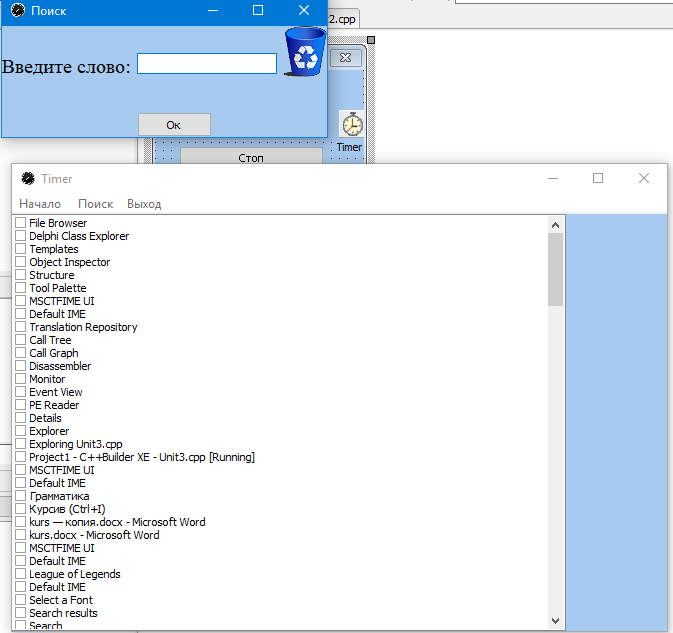 Поиск
2.cpp
Введите слово:
Ок
Timer
Стоп
Timer
Начало Поиск Выход
File Browser
Delphi Class Explorer
Templates
Object Inspector
Structure
Tool Palette
MSCTFIME UI
Default IME
Translation Repository
Call Tree
Call Graph
Disassembler
Monitor
Event View
PE Reader
Details
Explorer
Exploring Unit3.cpp
Project1 - C++Builder XE - Unit3.cpp [Running]
MSCTFIME UI
Default IME
Грамматика
Курсив (Ctrl+I)
kurs — копия.docx - Microsoft Word
kurs.docx - Microsoft Word
MSCTFIME UI
Default IME
League of Legends
Default IME
Select a Font
Search results
Search